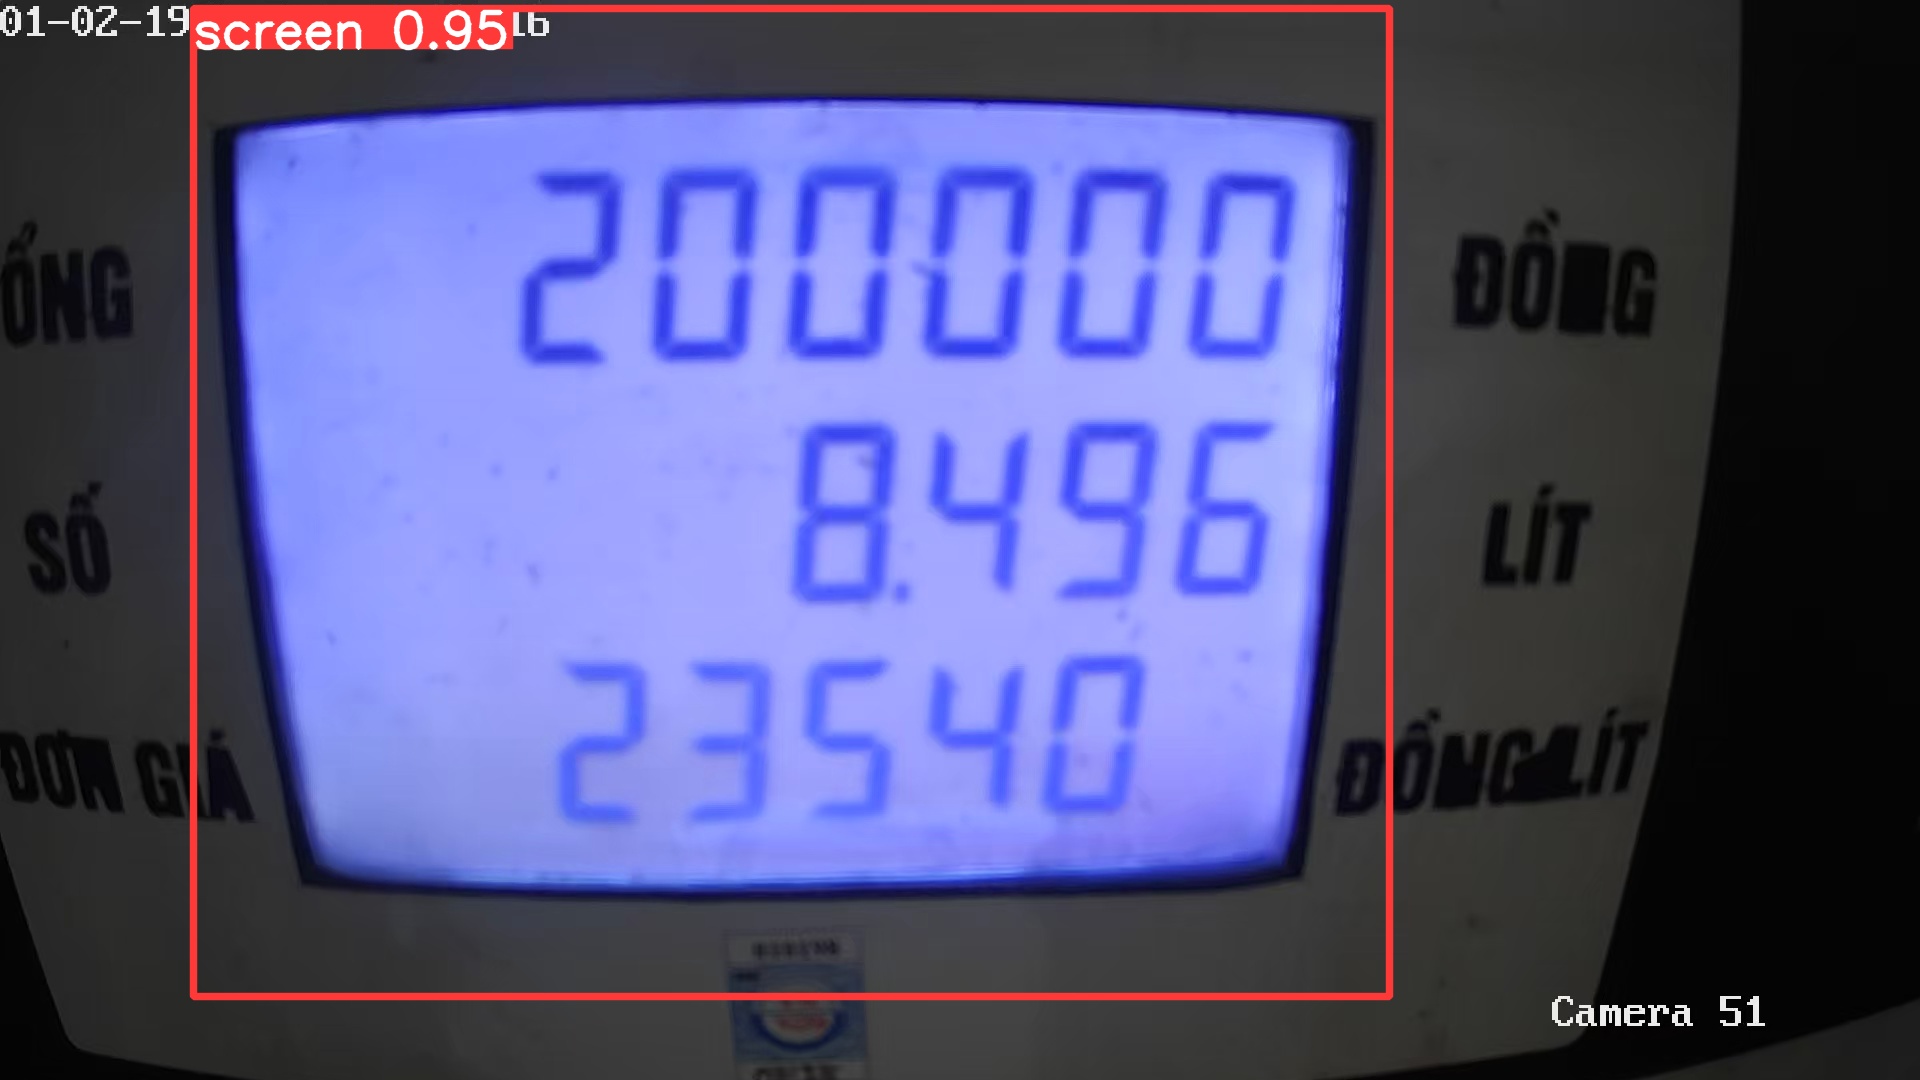 01-02-19
screen 0.95
16
200000
ĐỒNG
8.496
SỐ
LÍT
23540
ĐƠN GIÁ
ĐỒNG/LÍT
Camera 51